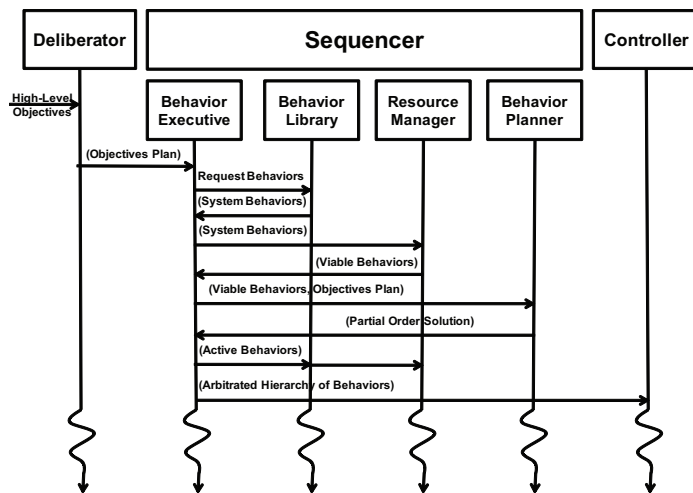 Deliberator
Sequencer
Controller
High-Level
Objectives
Behavior
Executive
Behavior
Library
Resource
Manager
Behavior
Planner
(Objectives Plan)
Request Behaviors
(System Behaviors)
(System Behaviors)
(Viable Behaviors)
(Viable Behaviors, Objectives Plan)
(Partial Order Solution)
(Active Behaviors)
(Arbitrated Hierarchy of Behaviors)